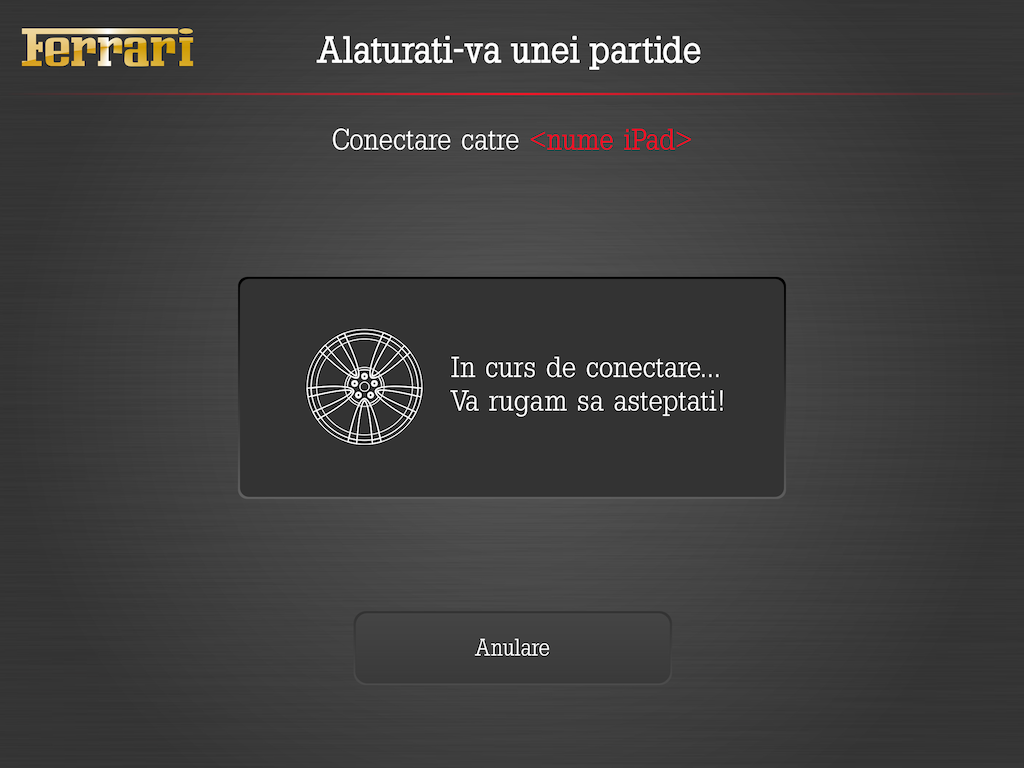 Ferrari
Alaturati-va unei partide
Conectare catre <nume iPad>
In curs de conectare...
Va rugam sa asteptati!
Anulare